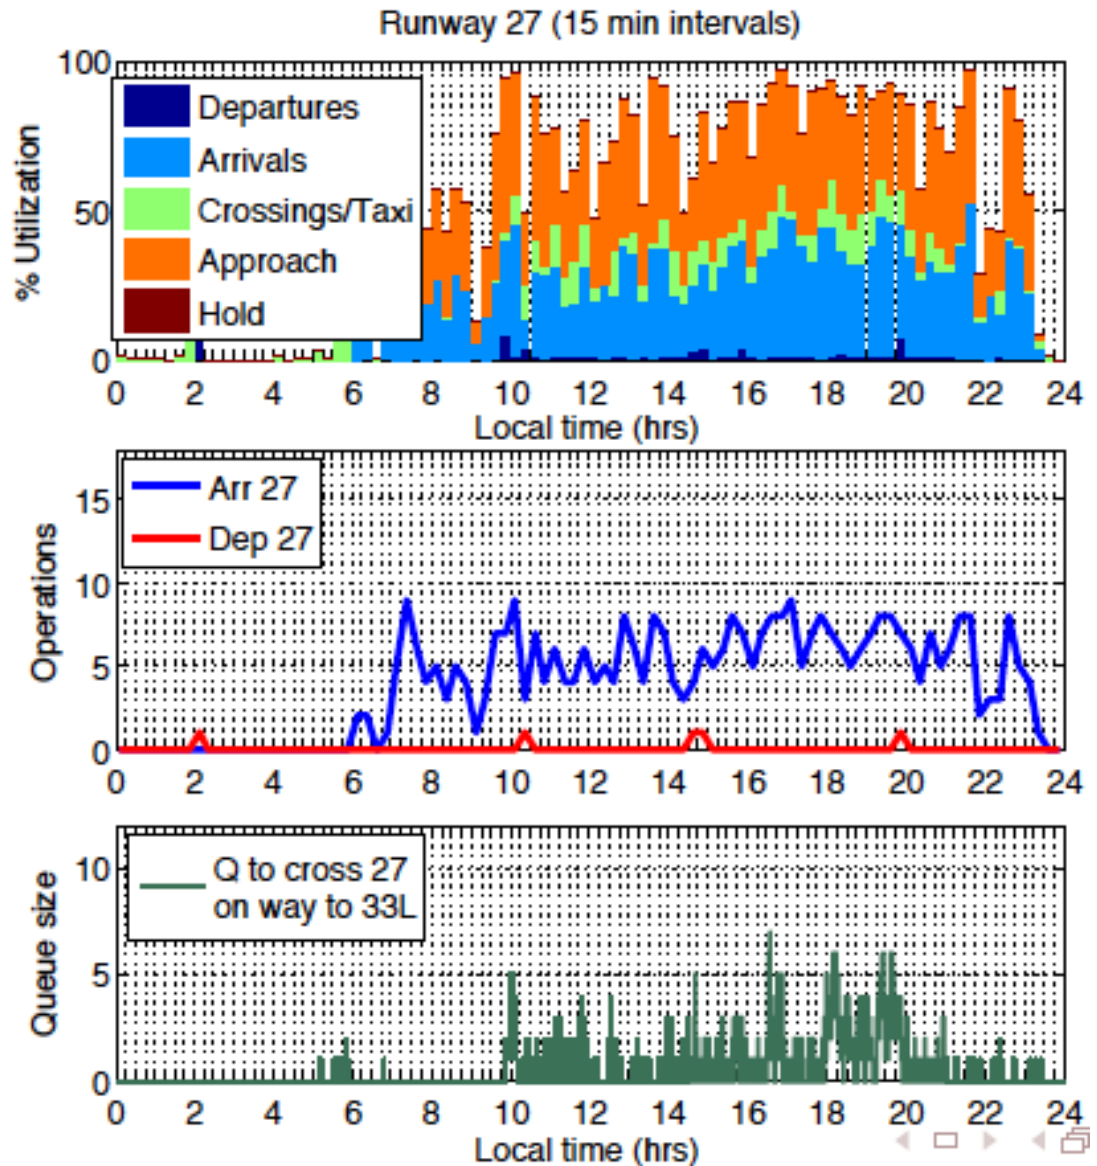 Runway 27 (15 min intervals)
100
50
0
% Utilization
Departures
Arrivals
Crossings/Taxi
Approach
Hold
0 2 4 6 8 10 12 14 16 18 20 22 24
Local time (hrs)
15
10
5
0
Operations
Arr 27
Dep 27
0 2 4 6 8 10 12 14 16 18 20 22 24
10
5
0
Queue size
Q to cross 27
on way to 33L
0 2 4 6 8 10 12 14 16 18 20 22 24
Local time (hrs)